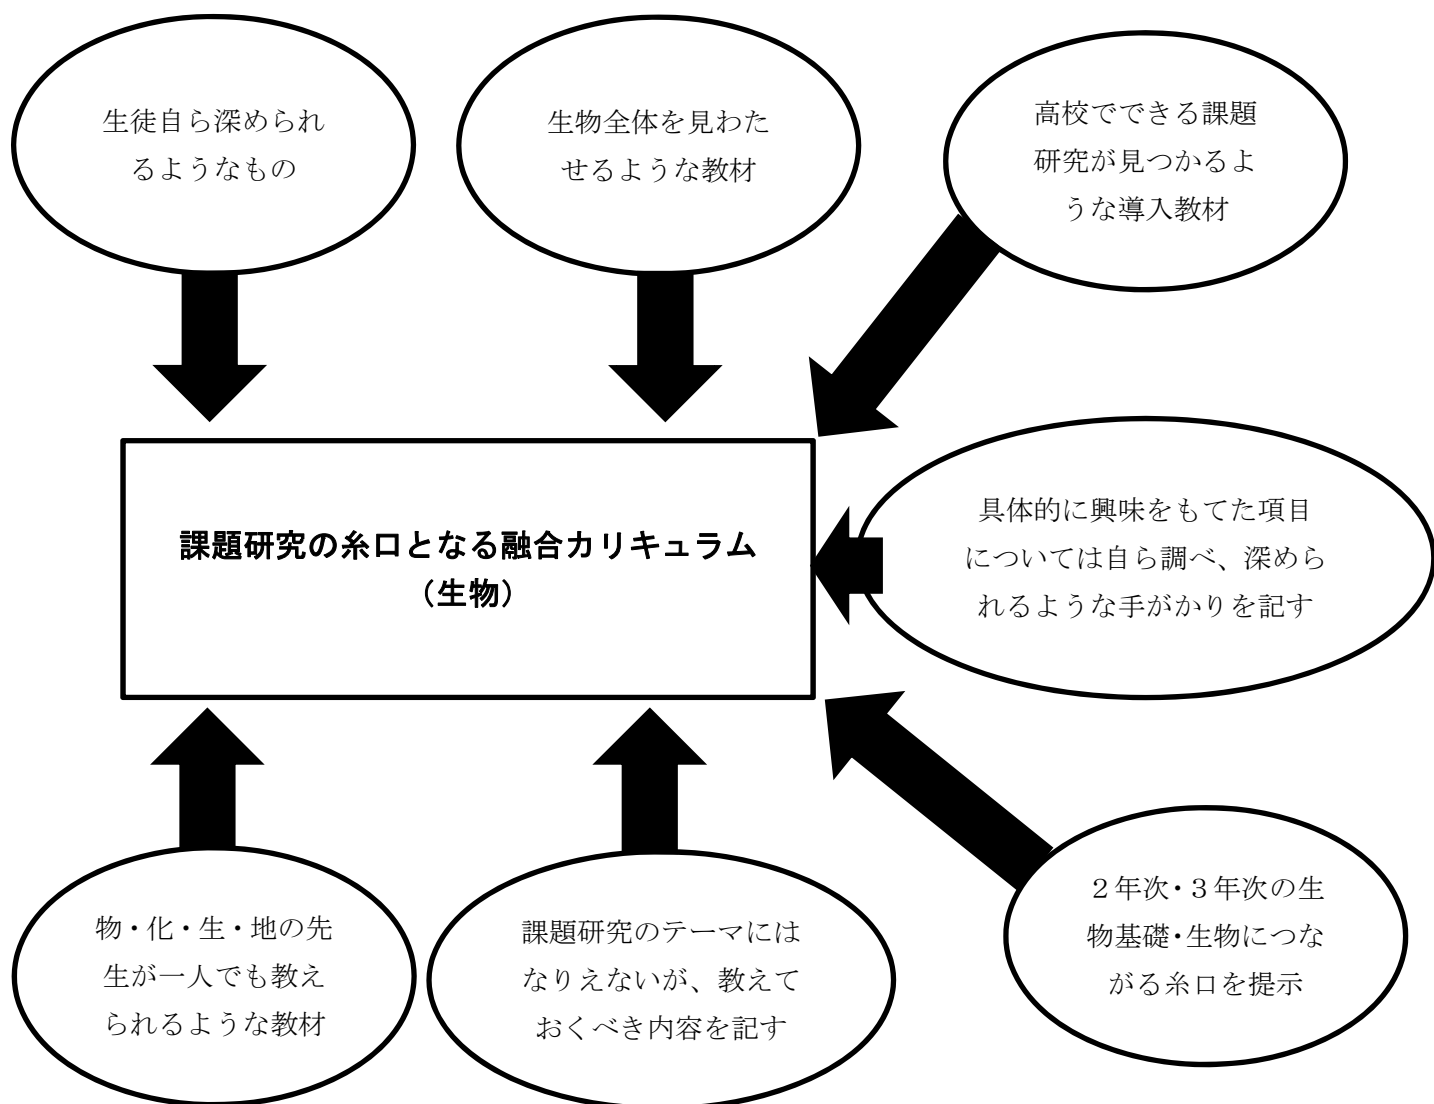 生徒自ら深められ
るようなもの
生物全体を見わた
せるような教材
高校でできる課題
研究が見つかるよ
うな導入教材
課題研究の糸口となる融合カリキュラム
（生物）
具体的に興味をもてた項目
については自ら調べ、深めら
れるような手がかりを記す
物・化・生・地の先
生が一人でも教え
られるような教材
課題研究のテーマには
なりえないが、教えて
おくべき内容を記す
２年次・３年次の生
物基礎・生物につな
がる糸口を提示